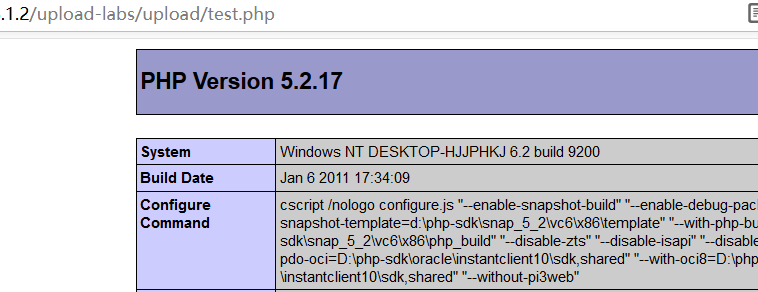 .1.2/upload-labs/upload/test.php
PHP Version 5.2.17
System Windows NT DESKTOP-HJJPHKJ 6.2 build 9200
Build Date Jan 6 2011 17:34:09
Configure Command cscript /nologo configure.js "--enable-snapshot-build" "--enable-debug-pac
snapshot-template=d:\php-sdk\snap_5_2\vc6\x86\template" "--with-php-bu
sdk\snap_5_2\vc6\x86\php_build" "--disable-zts" "--disable-isapi" "--disable
pdo-oci=D:\php-sdk\oracle\instantclient10\sdk,shared" "--with-oci8=D:\php
\instantclient10\sdk,shared" "--without-pi3web"